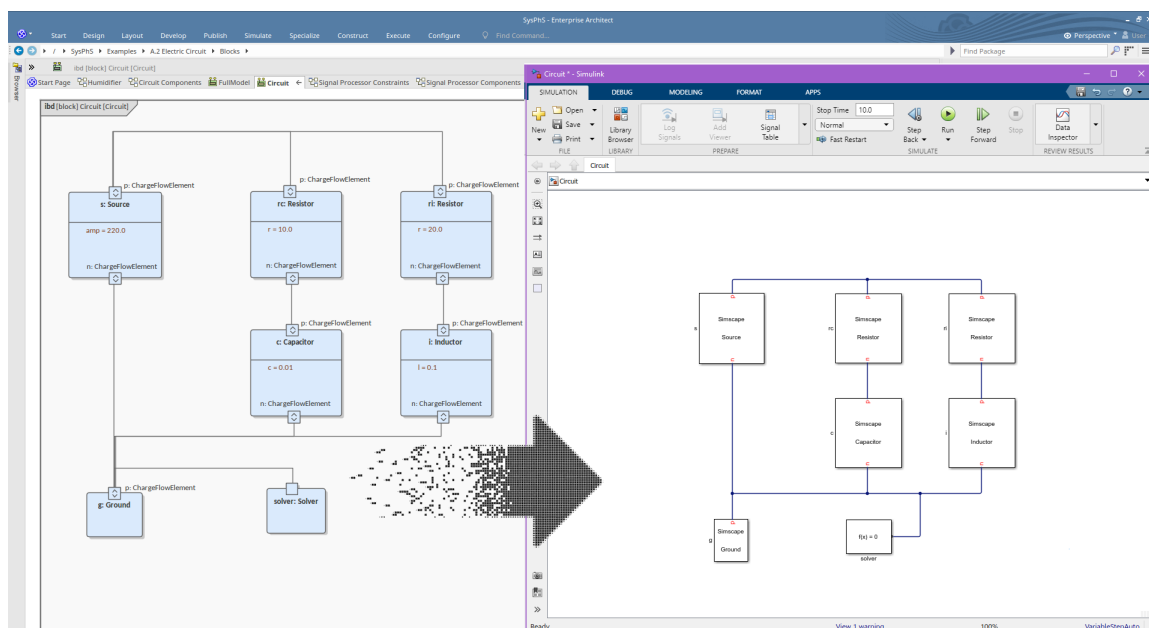 SysPhS - Enterprise Architect
Start Design Layout Develop Publish Simulate Specialize Construct Execute Configure Find Command...
Perspective User
/ SysPhS Examples A.2 Electric Circuit Blocks
Find Package
Browser
ibd [block] Circuit [Circuit]
Start Page Humidifier Circuit Components FullModel Circuit Signal Processor Constraints Signal Processor Components
ibd [block] Circuit [Circuit]
p: ChargeFlowElement
s: Source
amp = 220.0
n: ChargeFlowElement
p: ChargeFlowElement
rc: Resistor
r = 10.0
n: ChargeFlowElement
p: ChargeFlowElement
ri: Resistor
r = 20.0
n: ChargeFlowElement
p: ChargeFlowElement
c: Capacitor
c = 0.01
n: ChargeFlowElement
p: ChargeFlowElement
i: Inductor
l = 0.1
n: ChargeFlowElement
p: ChargeFlowElement
g: Ground
solver: Solver
Circuit * - Simulink
SIMULATION DEBUG MODELING FORMAT APPS
New
Open
Save
Print
FILE
Library Browser
LIBRARY
Log Signals
Add Viewer
Signal Table
PREPARE
Stop Time 10.0
Normal
Fast Restart
Step Back
Run
Step Forward
Stop
SIMULATE
Data Inspector
REVIEW RESULTS
Circuit
Circuit
p
s
Simscape
Source
n
p
rc
Simscape
Resistor
n
p
ri
Simscape
Resistor
n
p
c
Simscape
Capacitor
n
p
i
Simscape
Inductor
n
p
g
Simscape
Ground
f(x) = 0
solver
Ready View 1 warning 100% VariableStepAuto